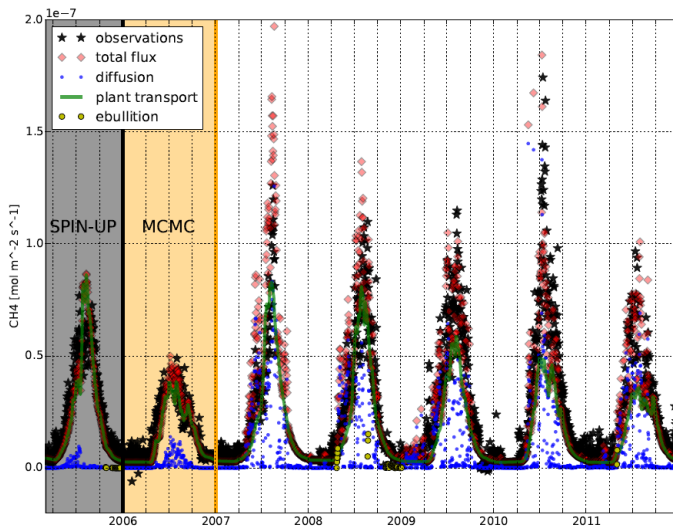 1e-7
2.0
observations
total flux
diffusion
plant transport
ebullition
1.5
CH4 [mol m^-2 s^-1]
1.0
SPIN-UP
MCMC
0.5
0.0
2006
2007
2008
2009
2010
2011